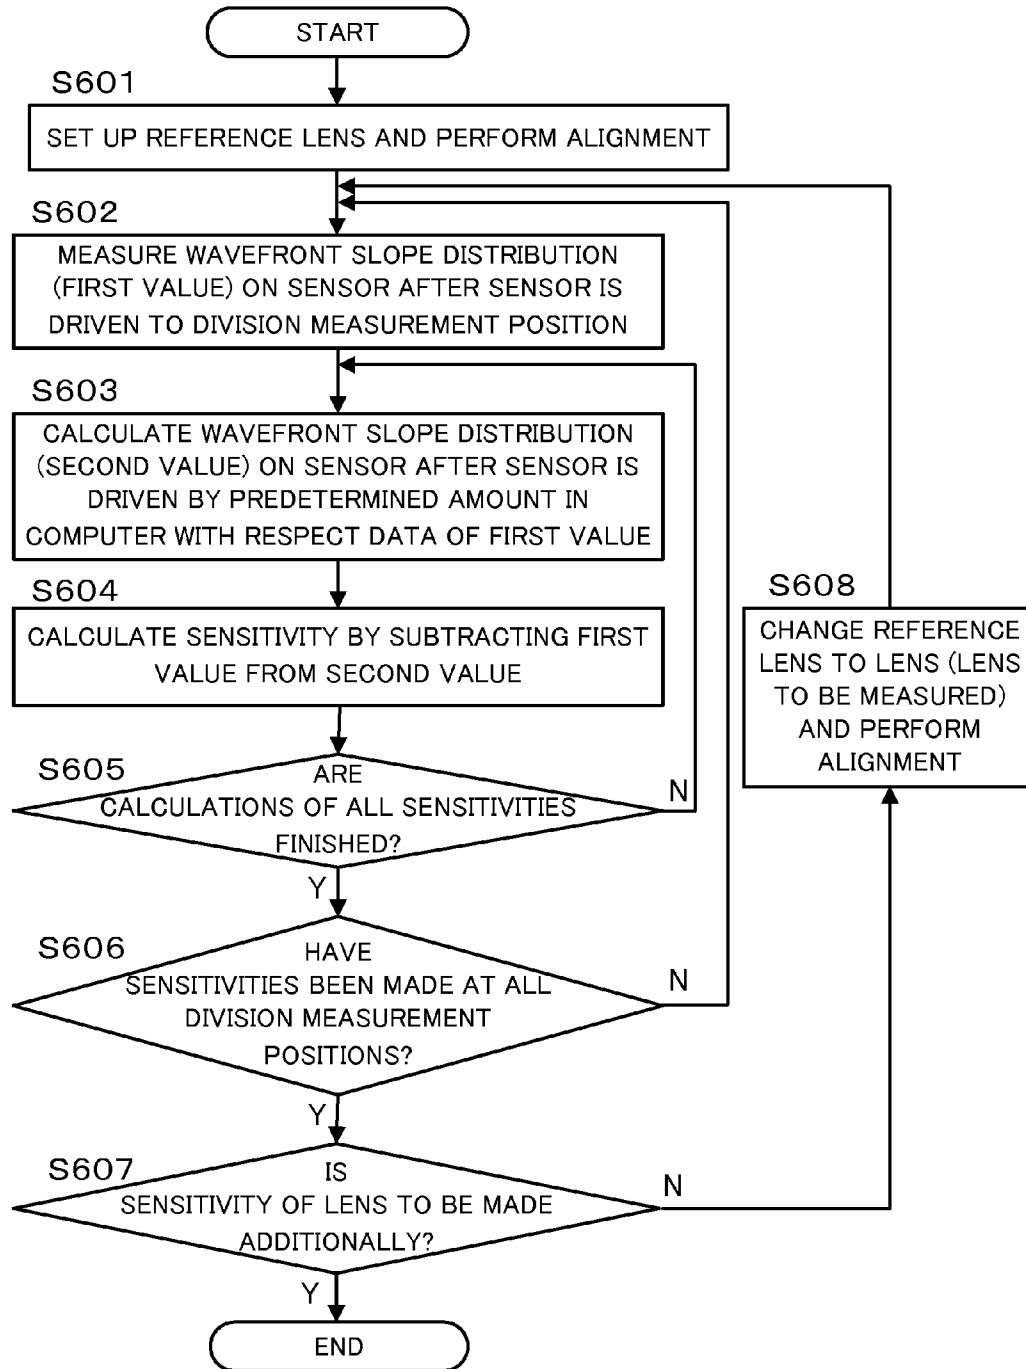 START
S601
SET UP REFERENCE LENS AND PERFORM ALIGNMENT
S602
MEASURE WAVEFRONT SLOPE DISTRIBUTION
(FIRST VALUE) ON SENSOR AFTER SENSOR IS
DRIVEN TO DIVISION MEASUREMENT POSITION
S603
CALCULATE WAVEFRONT SLOPE DISTRIBUTION
(SECOND VALUE) ON SENSOR AFTER SENSOR IS
DRIVEN BY PREDETERMINED AMOUNT IN
COMPUTER WITH RESPECT DATA OF FIRST VALUE
S604
CALCULATE SENSITIVITY BY SUBTRACTING FIRST
VALUE FROM SECOND VALUE
S608
CHANGE REFERENCE
LENS TO LENS (LENS
TO BE MEASURED)
AND PERFORM
ALIGNMENT
S605
ARE
CALCULATIONS OF ALL SENSITIVITIES
FINISHED?
N
Y
S606
HAVE
SENSITIVITIES BEEN MADE AT ALL
DIVISION MEASUREMENT
POSITIONS?
N
Y
S607
IS
SENSITIVITY OF LENS TO BE MADE
ADDITIONALLY?
N
Y
END